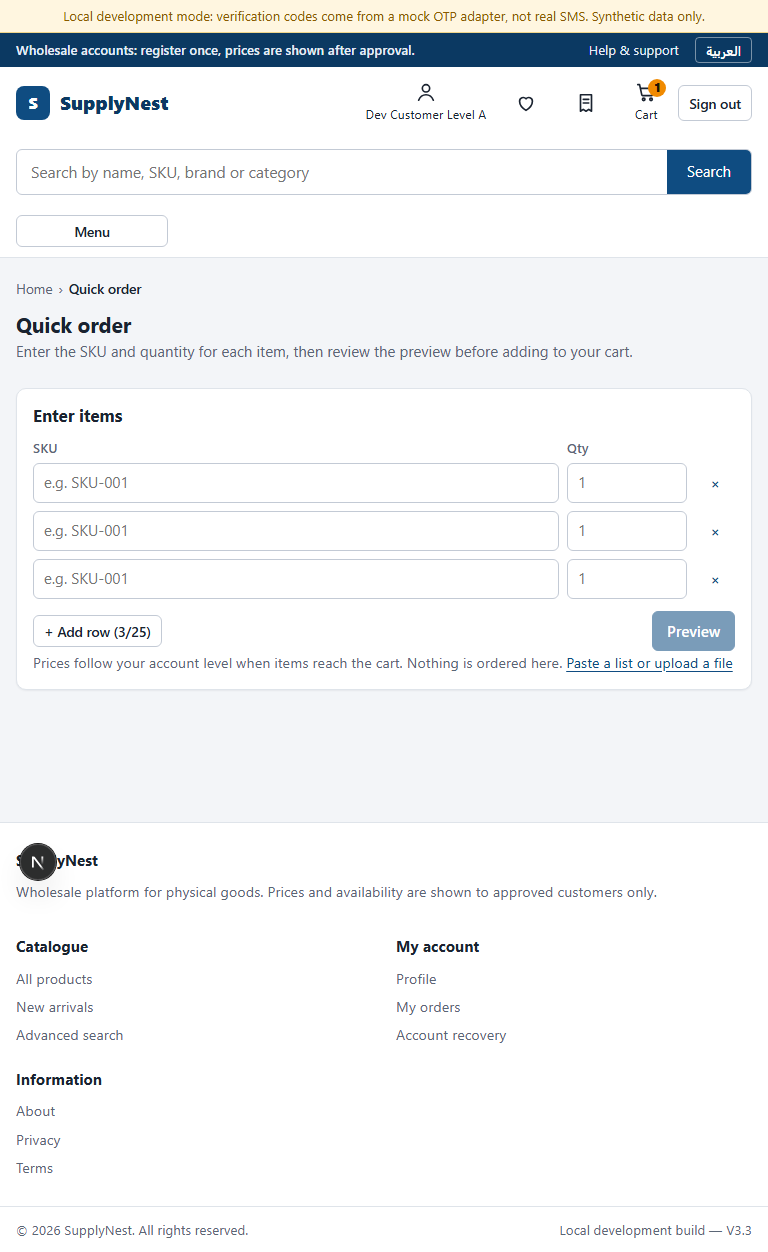 Local development mode: verification codes come from a mock OTP adapter, not real SMS. Synthetic data only.
Wholesale accounts: register once, prices are shown after approval.
Help & support
العربية
S
SupplyNest
Dev Customer Level A
1
Cart
Sign out
Search by name, SKU, brand or category
Search
Menu
Home › Quick order
Quick order
Enter the SKU and quantity for each item, then review the preview before adding to your cart.
Enter items
SKU
Qty
e.g. SKU-001
1
×
e.g. SKU-001
1
×
e.g. SKU-001
1
×
+ Add row (3/25)
Preview
Prices follow your account level when items reach the cart. Nothing is ordered here. Paste a list or upload a file
N
yNest
Wholesale platform for physical goods. Prices and availability are shown to approved customers only.
Catalogue
All products
New arrivals
Advanced search
My account
Profile
My orders
Account recovery
Information
About
Privacy
Terms
© 2026 SupplyNest. All rights reserved.
Local development build — V3.3